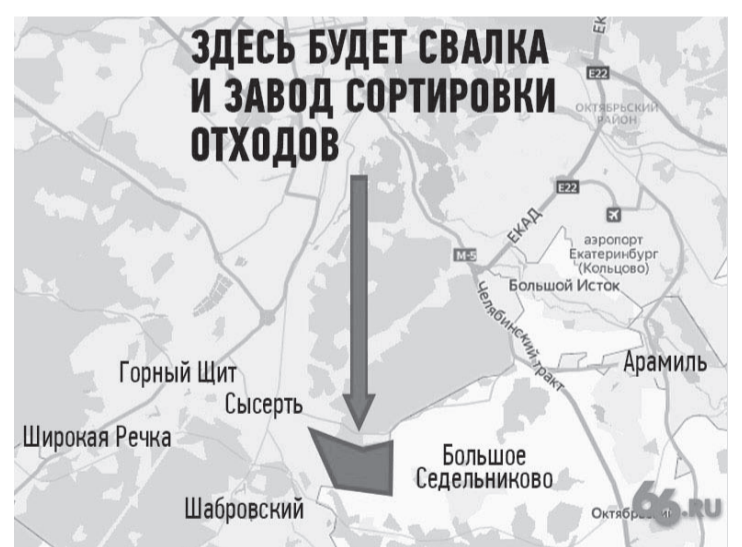 ЗДЕСЬ БУДЕТ СВАЛКА
И ЗАВОД СОРТИРОВКИ
ОТХОДОВ
ЕК
E22
ОКТЯБРЬСКИЙ
РАЙОН
E22
ЕКАД
аэропорт
Екатеринбург
(Кольцово)
М-5
Большой Исток
Челябинский тракт
Арамиль
Горный Щит
Сысерть
Широкая Речка
Большое
Седельниково
Шабровский
66.RU